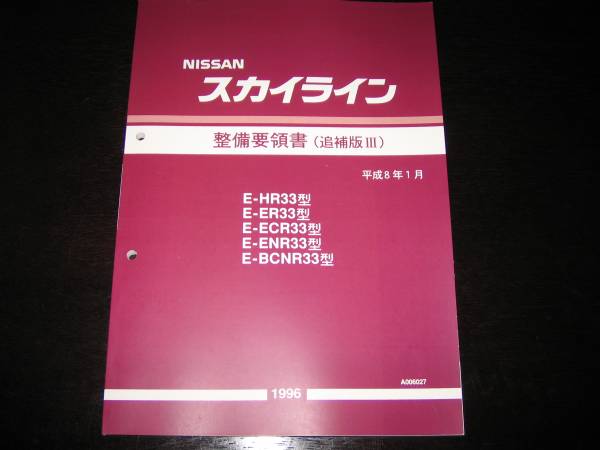 NISSAN
スカイライン
整備要領書(追補版Ⅲ)
平成8年1月
E-HR33型
E-ER33型
E-ECR33型
E-ENR33型
E-BCNR33型
A006027
1996